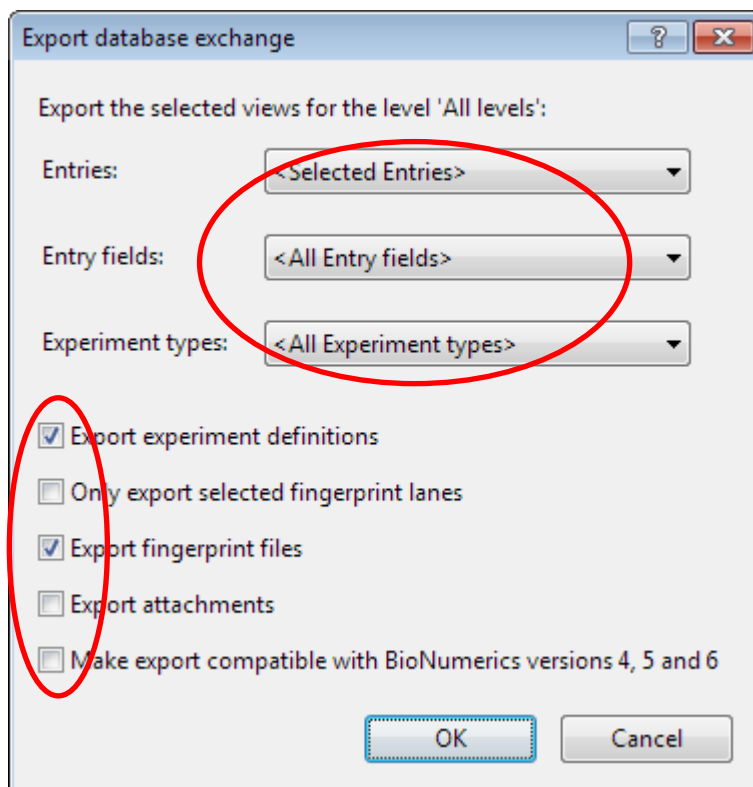 Export database exchange
Export the selected views for the level 'All levels':
Entries: <Selected Entries>
Entry fields: <All Entry fields>
Experiment types: <All Experiment types>
Export experiment definitions
Only export selected fingerprint lanes
Export fingerprint files
Export attachments
Make export compatible with BioNumerics versions 4, 5 and 6
OK Cancel